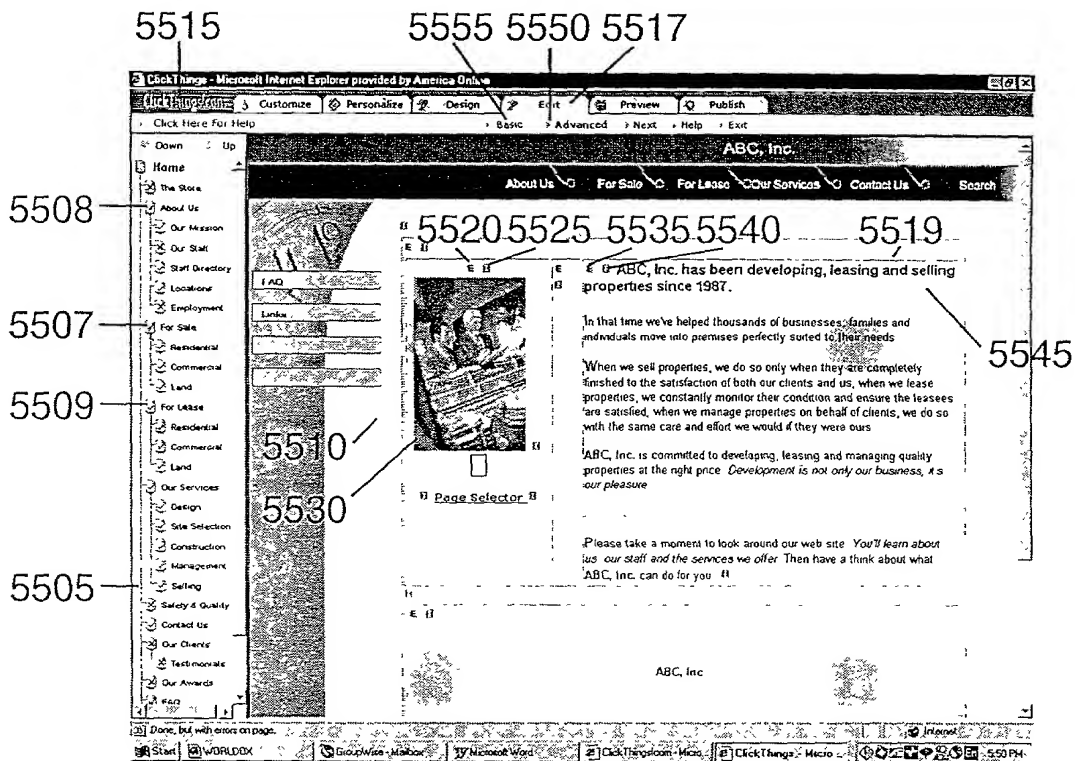 5515 5555 5550 5517
ClickThings - Microsoft Internet Explorer provided by America Online
ClickThings.com Customize Personalize Design Edit Preview Publish
Click Here For Help Basic Advanced Next Help Exit
Down Up
ABC, Inc.
Home
About Us For Sale For Lease Our Services Contact Us Search
The Store
5508
About Us
Our Mission
Our Staff
Staff Directory
Locations
Employment
5507
For Sale
Residential
Commercial
Land
5509
For Lease
Residential
Commercial
Land
Our Services
Design
Site Selection
Construction
Management
5505
Selling
Safety & Quality
Contact Us
Our Clients
Testimonials
Our Awards
FAQ
FAQ
Links
5510
5530
5520 5525 5535 5540 5519
E B
E B
E B E B
ABC, Inc. has been developing, leasing and selling
properties since 1987.
5545
In that time we've helped thousands of businesses, families and
individuals move into premises perfectly suited to their needs
When we sell properties, we do so only when they are completely
finished to the satisfaction of both our clients and us, when we lease
properties, we constantly monitor their condition and ensure the leasees
are satisfied, when we manage properties on behalf of clients, we do so
with the same care and effort we would if they were ours
ABC, Inc. is committed to developing, leasing and managing quality
properties at the right price Development is not only our business, it s
our pleasure
Page Selector
Please take a moment to look around our web site You'll learn about
us our staff and the services we offer Then have a think about what
ABC, Inc. can do for you
E B
ABC, Inc
Done, but with errors on page. Internet
Start WORLDOX GroupWise - Mailbox Microsoft Word ClickThings.com - Micro... ClickThings - Micro ... 5:50 PM